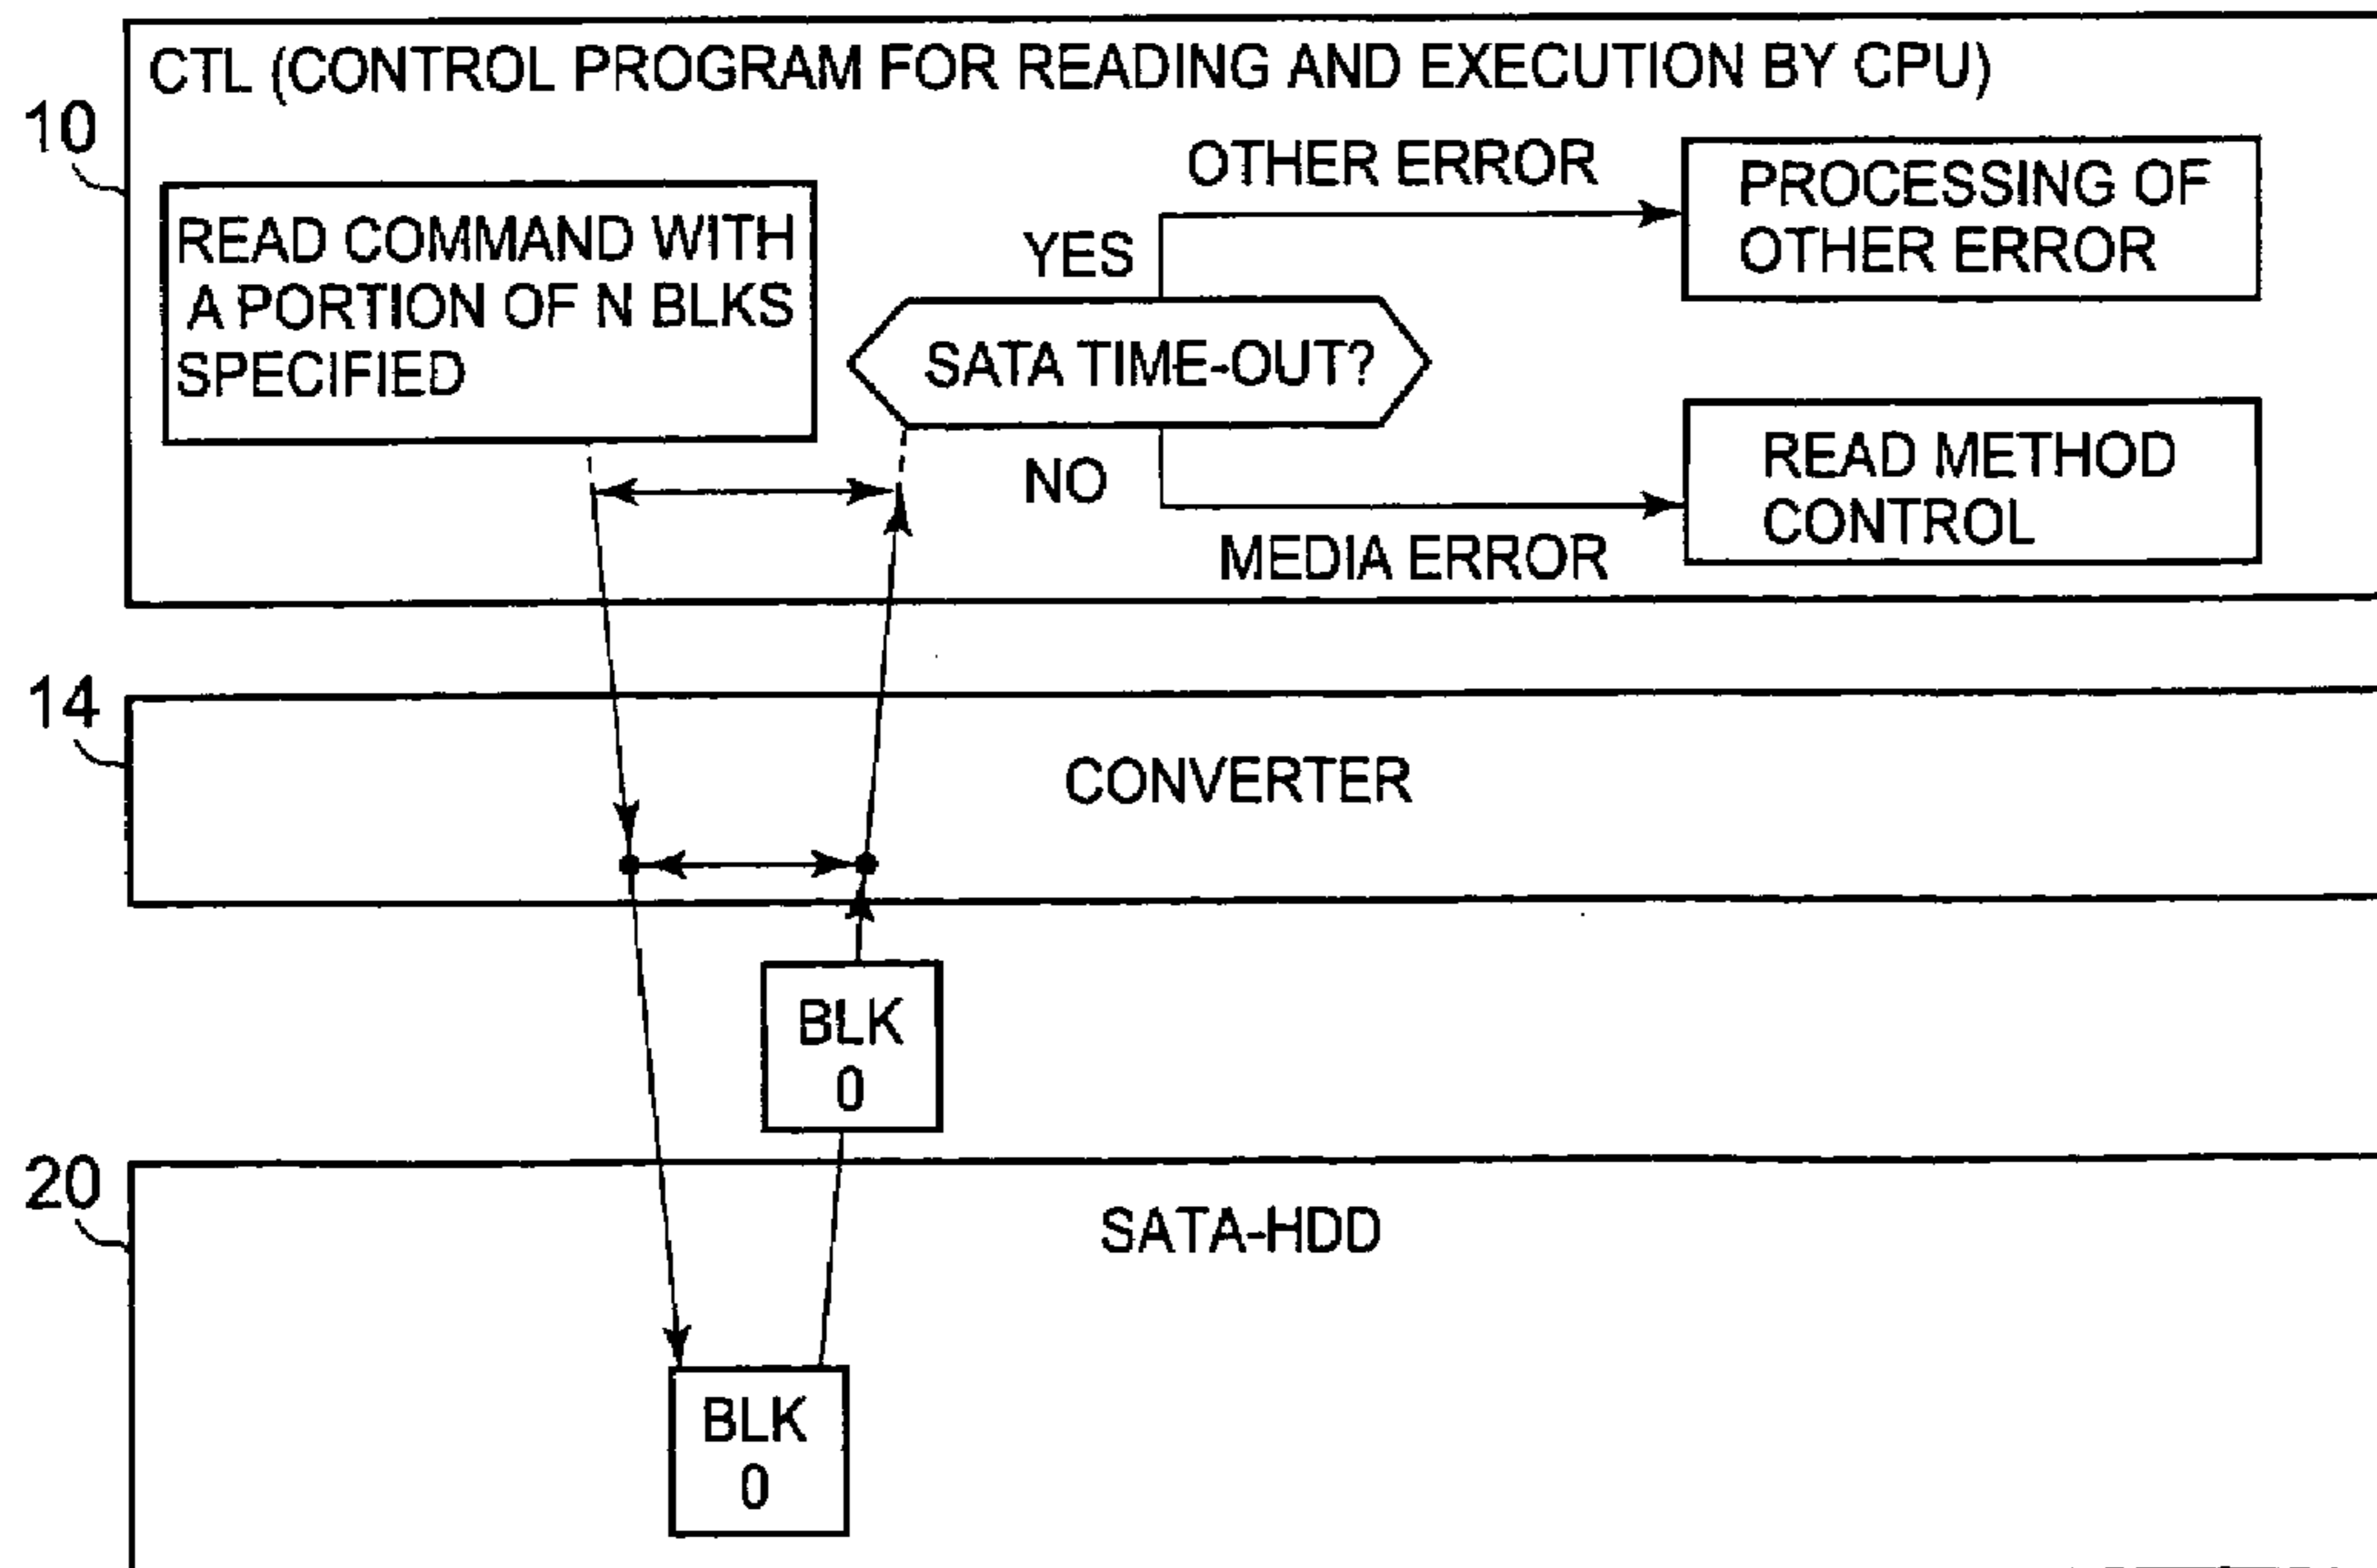 CTL (CONTROL PROGRAM FOR READING AND EXECUTION BY CPU)
10
READ COMMAND WITH
A PORTION OF N BLKS
SPECIFIED
OTHER ERROR
YES
PROCESSING OF
OTHER ERROR
SATA TIME-OUT?
NO
MEDIA ERROR
READ METHOD
CONTROL
14
CONVERTER
BLK
0
20
SATA-HDD
BLK
0